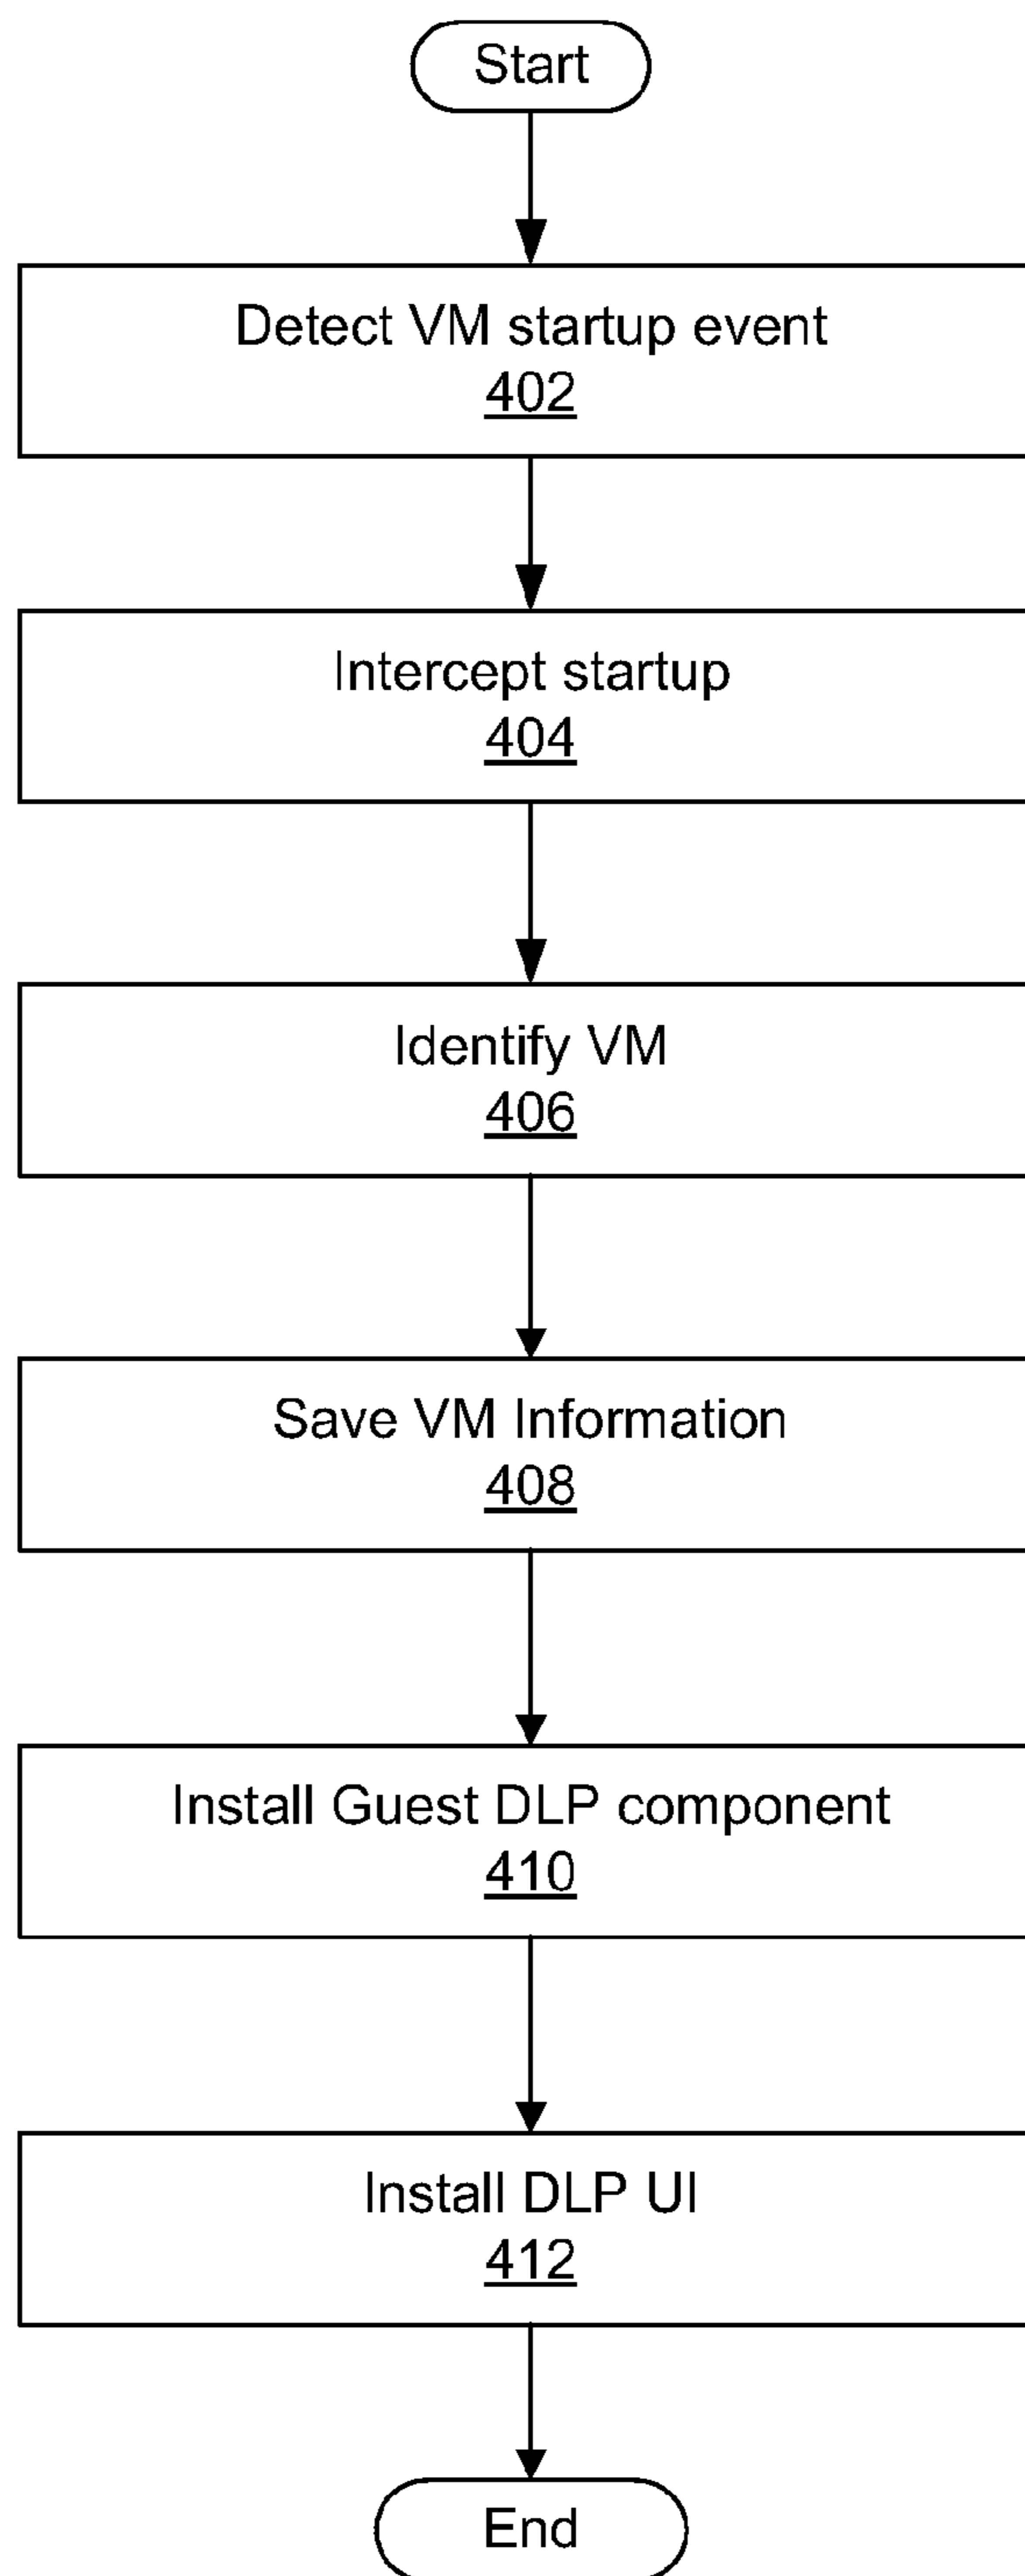 Start
Detect VM startup event
402
Intercept startup
404
Identify VM
406
Save VM Information
408
Install Guest DLP component
410
Install DLP UI
412
End